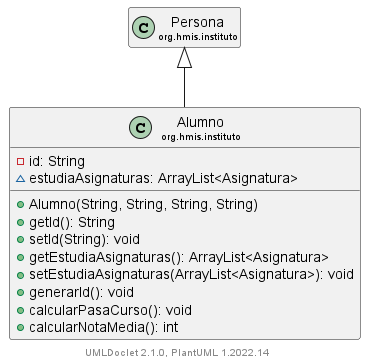 C Persona
org.hmis.instituto
C Alumno
org.hmis.instituto
id: String
estudiaAsignaturas: ArrayList<Asignatura>
Alumno(String, String, String, String)
getId(): String
setId(String): void
getEstudiaAsignaturas(): ArrayList<Asignatura>
setEstudiaAsignaturas(ArrayList<Asignatura>): void
generarId(): void
calcularPasaCurso(): void
calcularNotaMedia(): int
UMLDoclet 2.1.0, PlantUML 1.2022.14